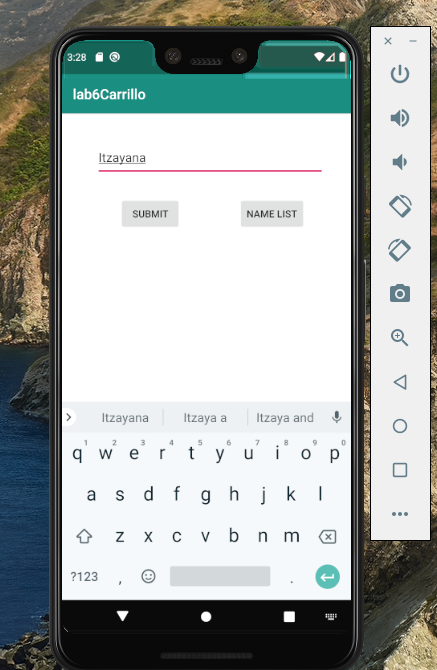 3:28
lab6Carrillo
Itzayana
SUBMIT NAME LIST
Itzayana Itzaya a Itzaya and
1 2 3 4 5 6 7 8 9 0
q w e r t y u i o p
a s d f g h j k l
z x c v b n m
?123 , .